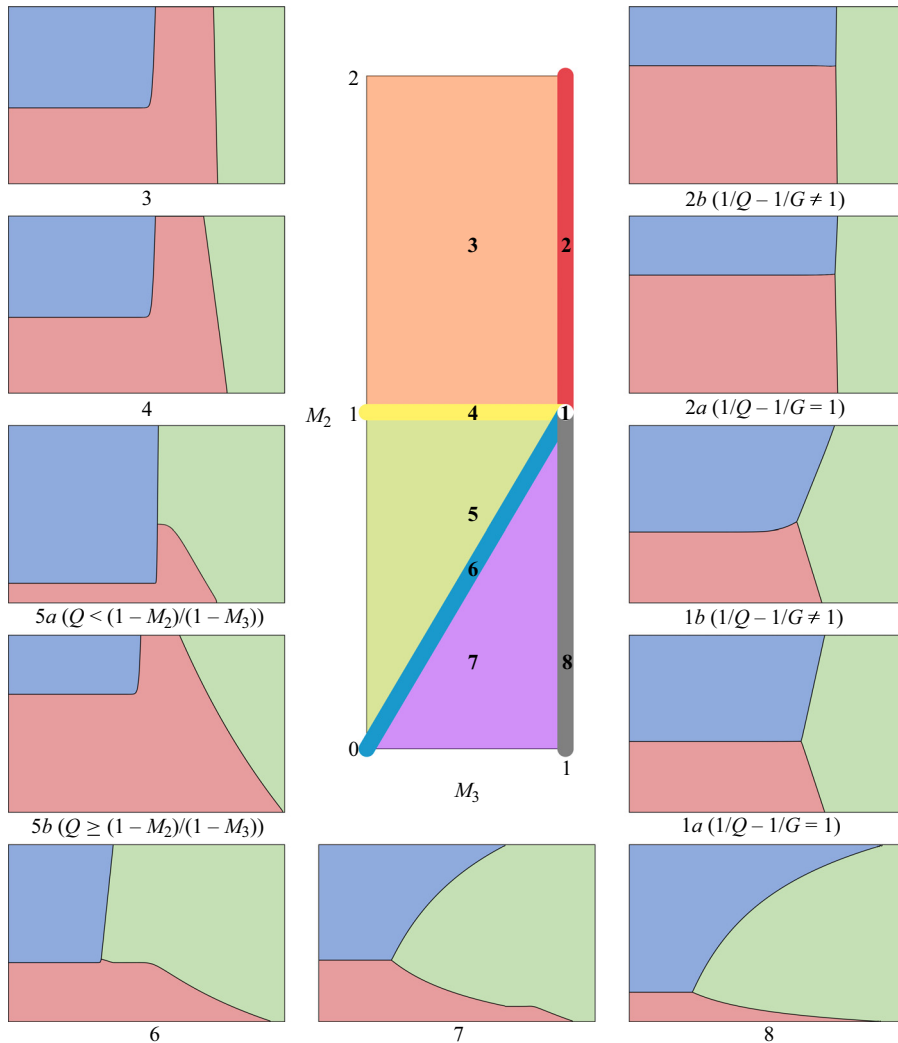 3
2b (1/Q – 1/G ≠ 1)
4
2a (1/Q – 1/G = 1)
5a (Q < (1 – M₂)/(1 – M₃))
1b (1/Q – 1/G ≠ 1)
5b (Q ≥ (1 – M₂)/(1 – M₃))
1a (1/Q – 1/G = 1)
6
7
8
2
3
2
M₂
1
4
1
5
6
7
8
0
1
M₃